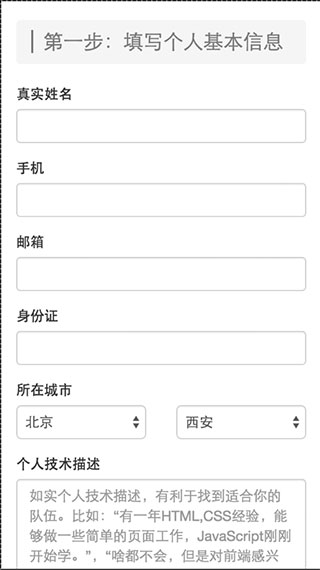 第一步：填写个人基本信息
真实姓名
手机
邮箱
身份证
所在城市
北京 西安
个人技术描述
如实个人技术描述，有利于找到适合你的
队伍。比如：“有一年HTML,CSS经验，能
够做一些简单的页面工作，JavaScript刚刚
开始学。”，“啥都不会，但是对前端感兴